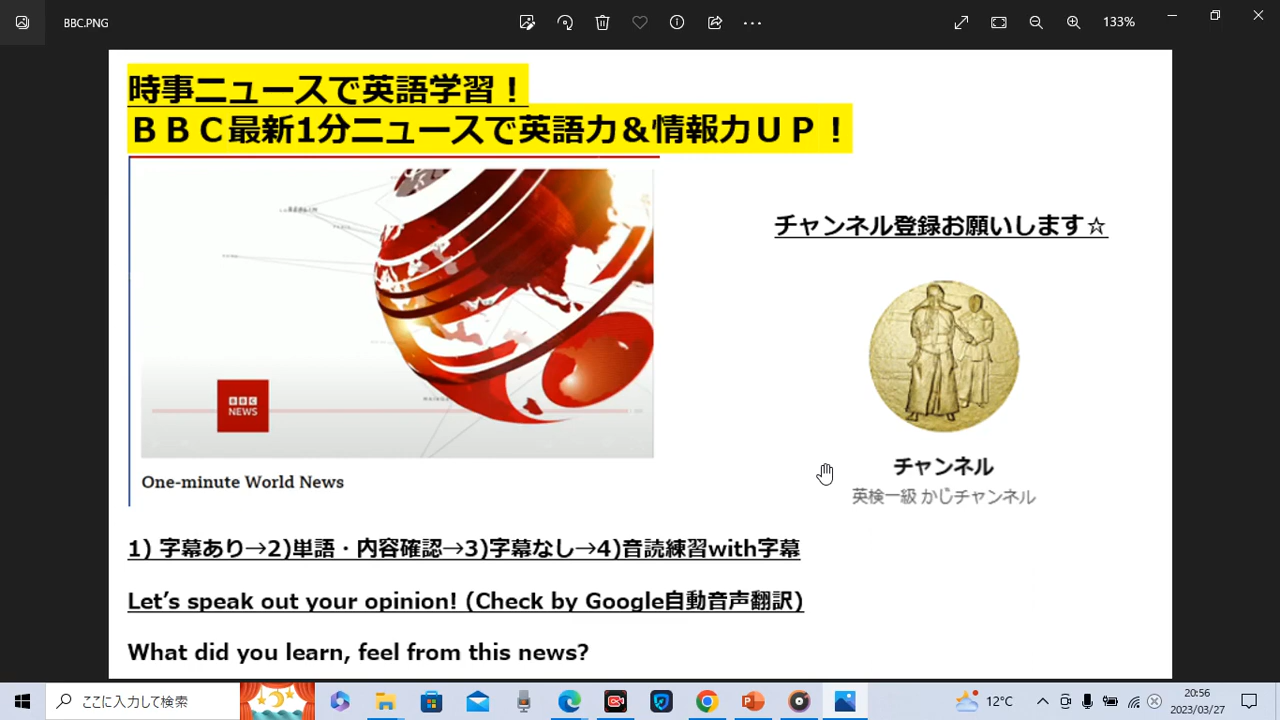 BBC.PNG
133%
時事ニュースで英語学習！
ＢＢＣ最新1分ニュースで英語力＆情報力ＵＰ！
BERLIN
BBC
NEWS
One-minute World News
チャンネル登録お願いします☆
チャンネル
英検一級 かじチャンネル
1) 字幕あり→2)単語・内容確認→3)字幕なし→4)音読練習with字幕
Let’s speak out your opinion! (Check by Google自動音声翻訳)
What did you learn, feel from this news?
ここに入力して検索
12°C
20:56
2023/03/27